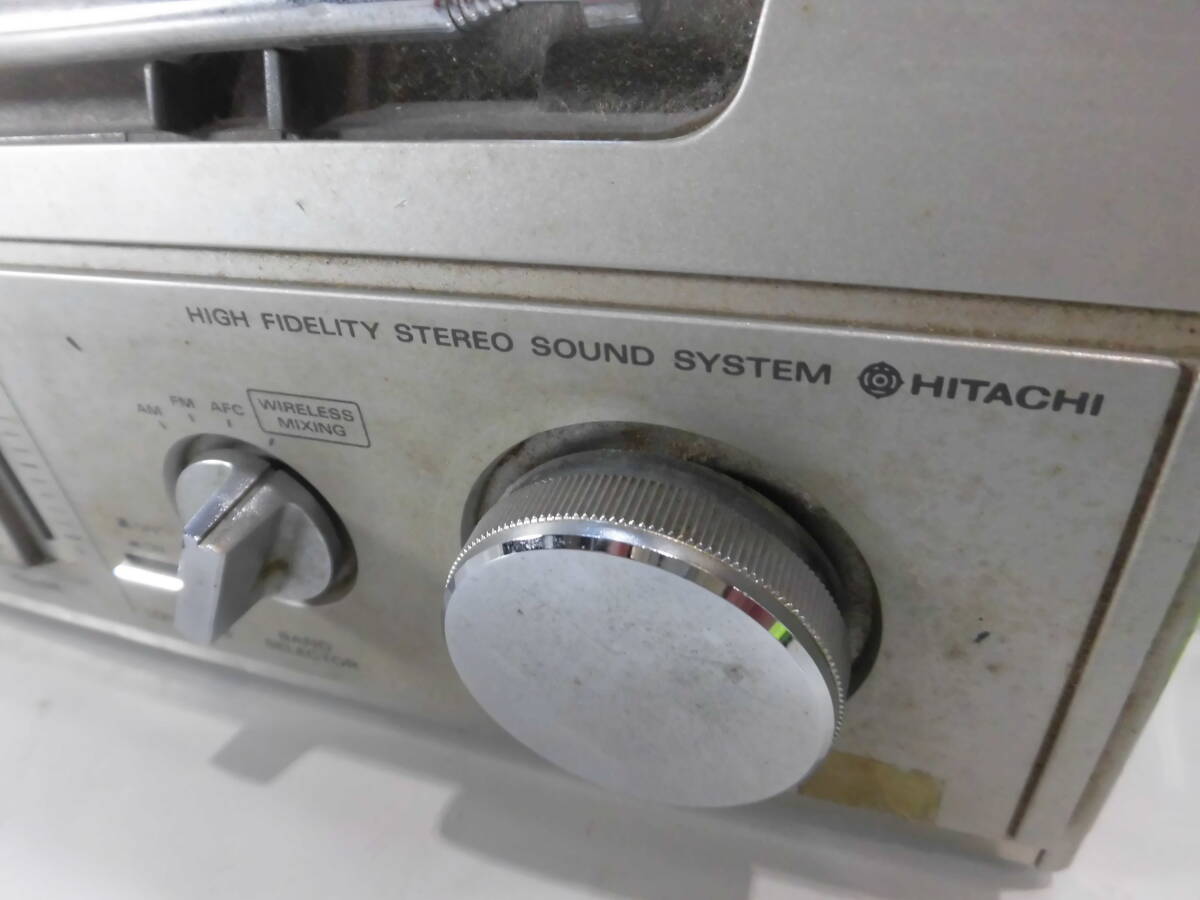 HIGH FIDELITY STEREO SOUND SYSTEM HITACHI
AM FM AFC WIRELESS
MIXING
BAND
SELECTOR